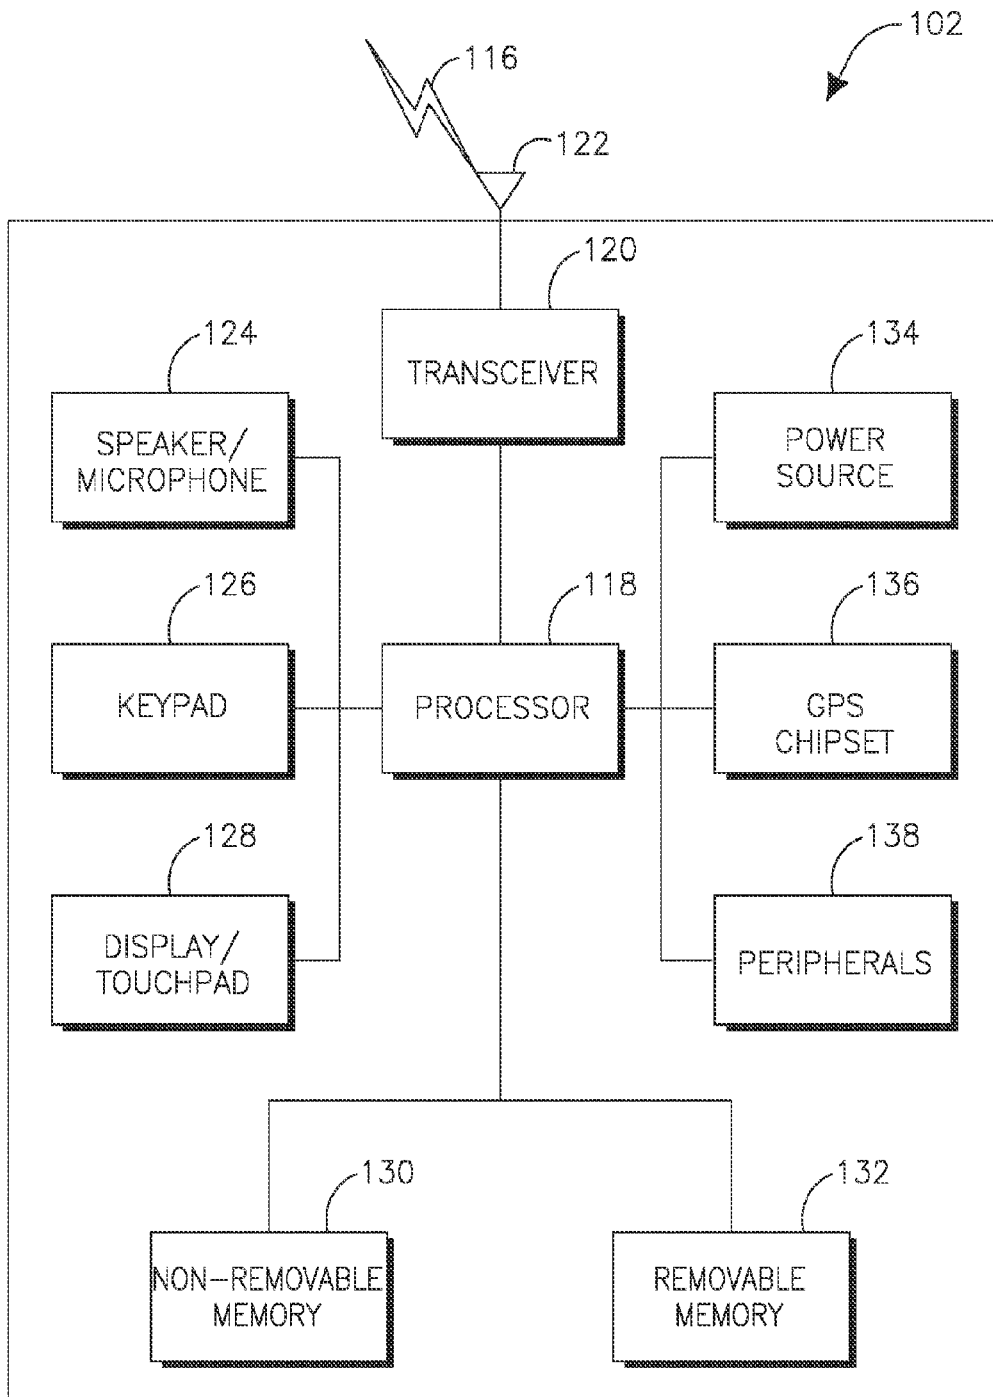 102
116
122
120
TRANSCEIVER
124
SPEAKER/
MICROPHONE
134
POWER
SOURCE
126
KEYPAD
118
PROCESSOR
136
GPS
CHIPSET
128
DISPLAY/
TOUCHPAD
138
PERIPHERALS
130
NON-REMOVABLE
MEMORY
132
REMOVABLE
MEMORY